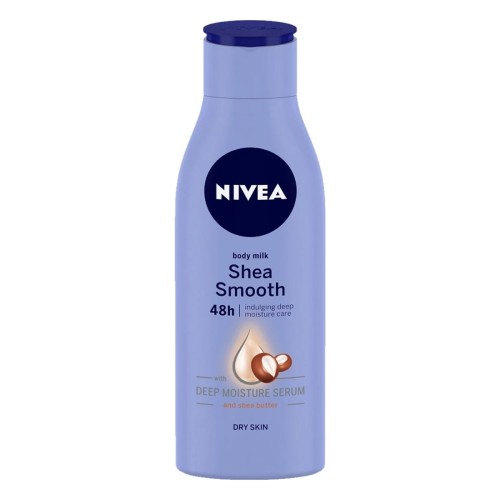 NIVEA
body milk
Shea
Smooth
48h | indulging deep
moisture care
with
DEEP MOISTURE SERUM
and shea butter
DRY SKIN